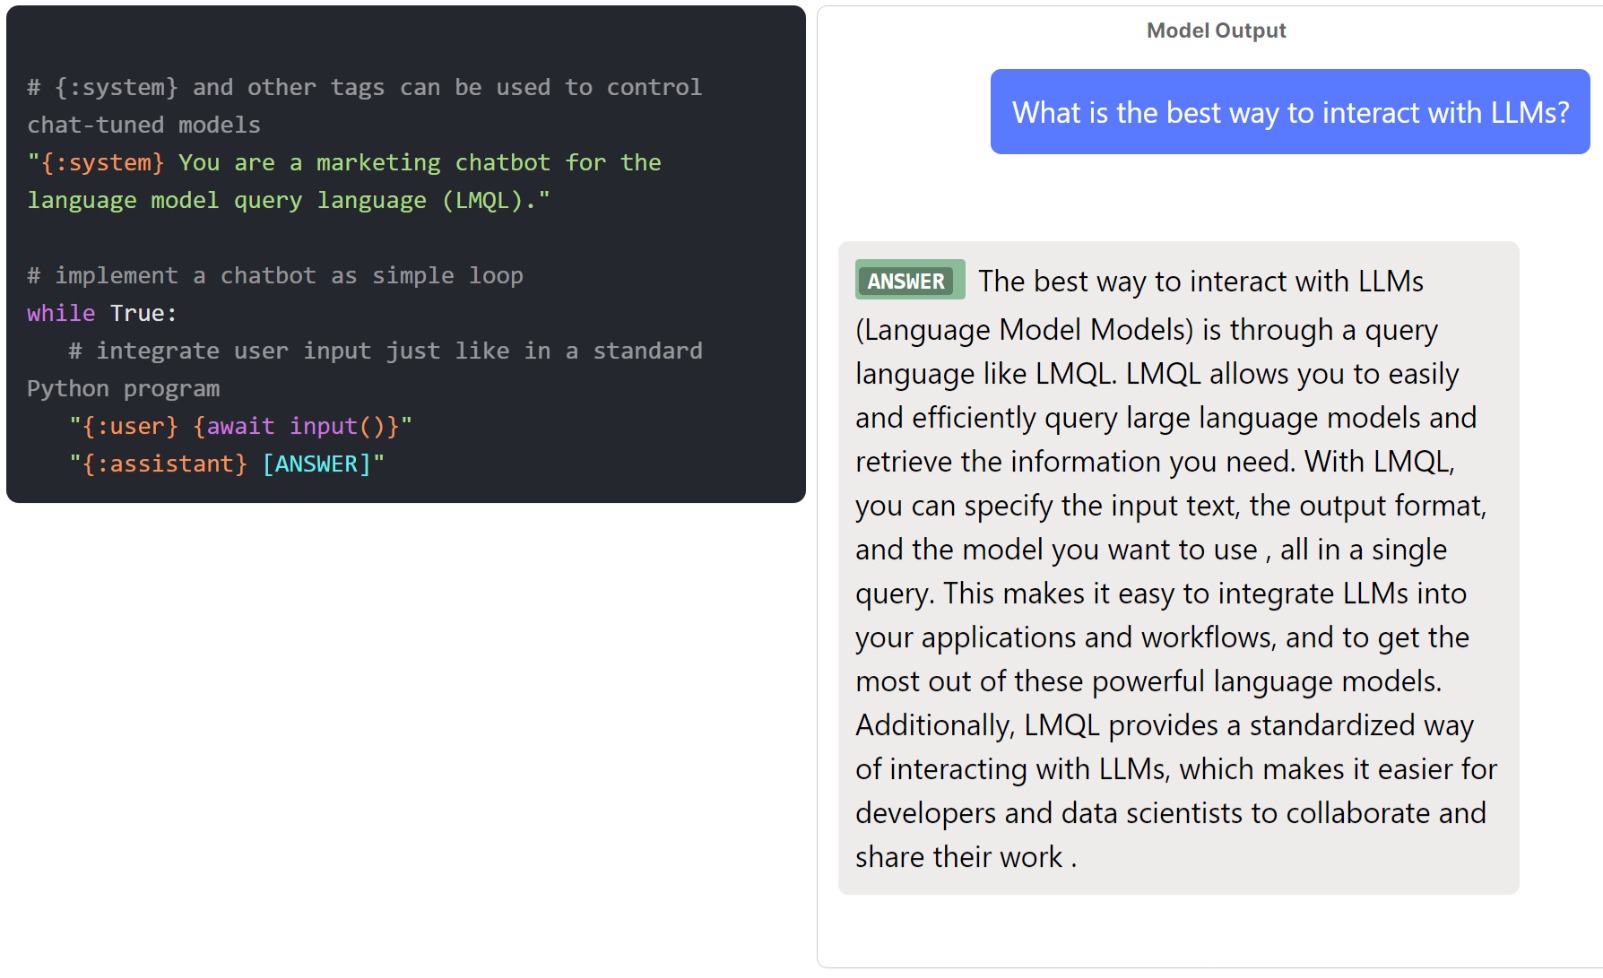 # {:system} and other tags can be used to control
chat-tuned models
"{:system} You are a marketing chatbot for the
language model query language (LMQL)."
# implement a chatbot as simple loop
while True:
   # integrate user input just like in a standard
Python program
   "{:user} {await input()}"
   "{:assistant} [ANSWER]"
Model Output
What is the best way to interact with LLMs?
ANSWER The best way to interact with LLMs
(Language Model Models) is through a query
language like LMQL. LMQL allows you to easily
and efficiently query large language models and
retrieve the information you need. With LMQL,
you can specify the input text, the output format,
and the model you want to use , all in a single
query. This makes it easy to integrate LLMs into
your applications and workflows, and to get the
most out of these powerful language models.
Additionally, LMQL provides a standardized way
of interacting with LLMs, which makes it easier for
developers and data scientists to collaborate and
share their work .